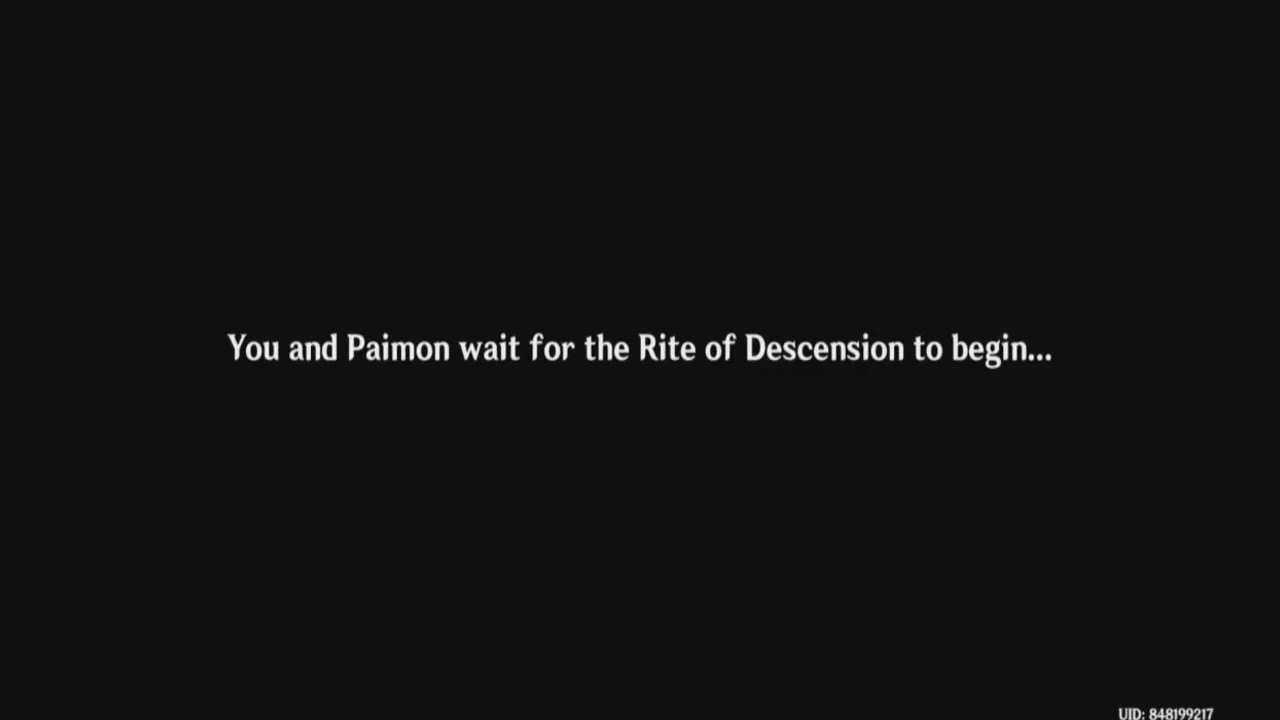 You and Paimon wait for the Rite of Descension to begin...
UID: 848199217